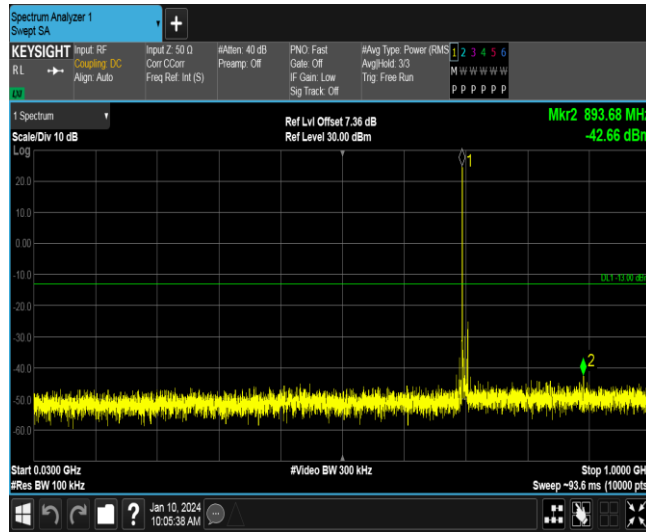 Spectrum Analyzer 1
Swept SA
KEYSIGHT Input: RF Input Z: 50 Ω #Atten: 40 dB PNO: Fast #Avg Type: Power (RMS 1 2 3 4 5 6
RL Coupling: DC Corr CCorr Preamp: Off Gate: Off Avg|Hold: 3/3 M W W W W W
Align: Auto Freq Ref: Int (S) IF Gain: Low Trig: Free Run
Sig Track: Off P P P P P P
LXI
1 Spectrum Ref Lvl Offset 7.36 dB Mkr2 893.68 MHz
Scale/Div 10 dB Ref Level 30.00 dBm -42.66 dBm
Log
1
20.0
10.0
0.00
-10.0
DL1 -13.00 dBm
-20.0
-30.0
-40.0
2
-50.0
-60.0
Start 0.0300 GHz #Video BW 300 kHz Stop 1.0000 GH
#Res BW 100 kHz Sweep ~93.6 ms (10000 pts
? Jan 10, 2024
10:05:38 AM